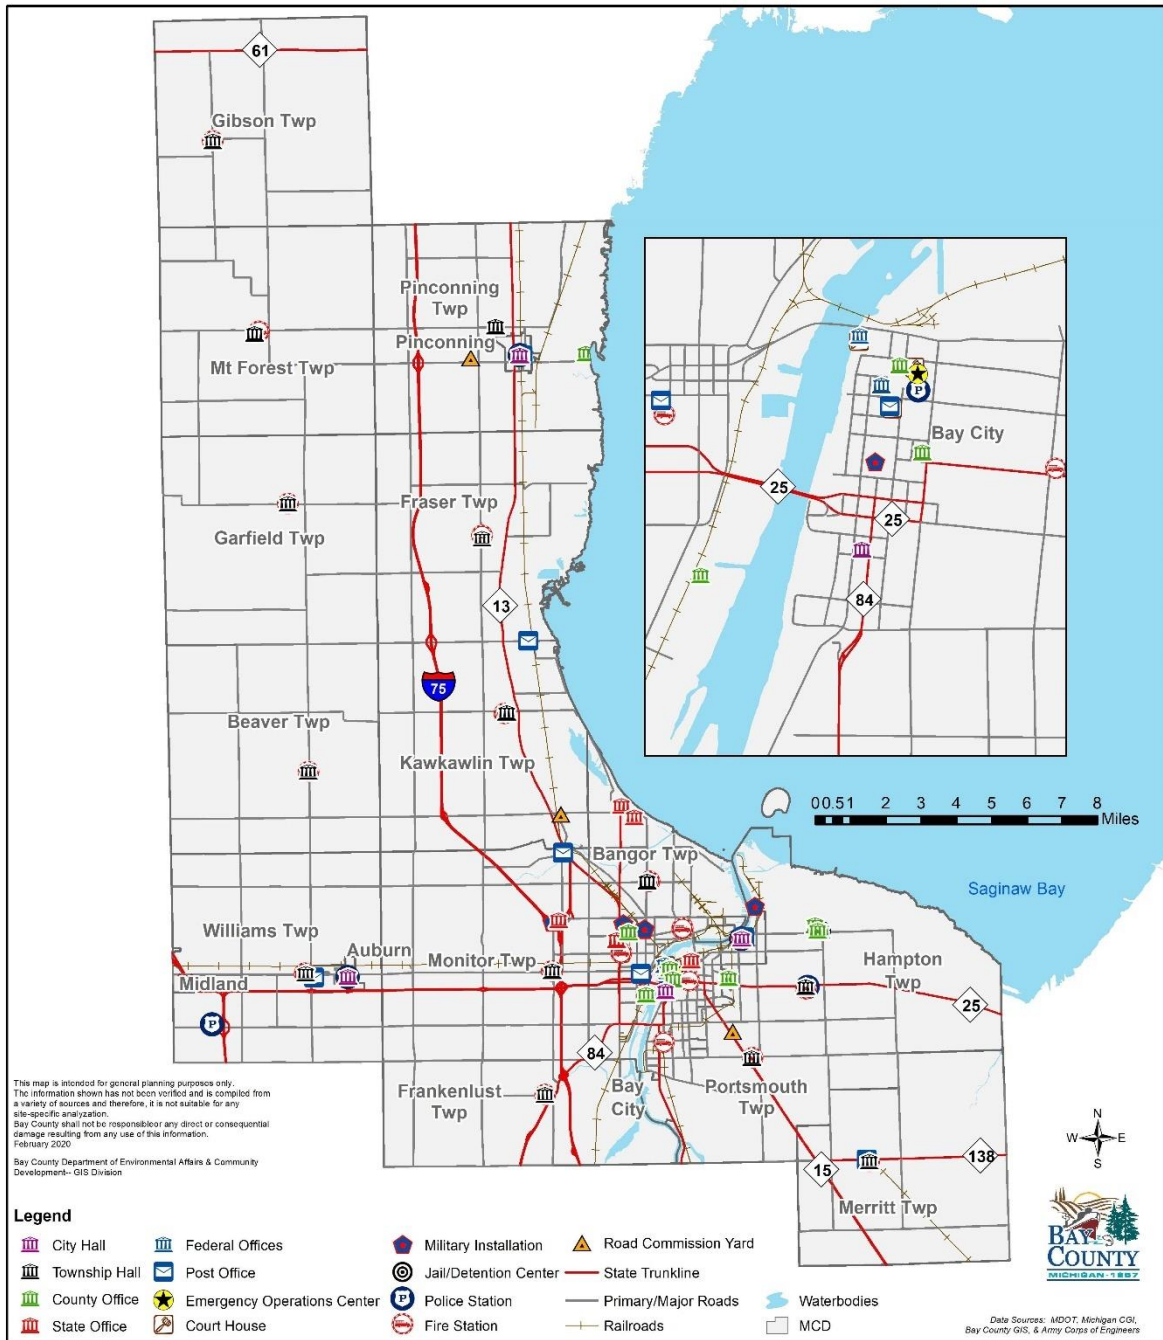 61
Gibson Twp
Pinconning
Twp
Pinconning
Mt Forest Twp
Bay City
25
25
84
Fraser Twp
Garfield Twp
13
75
Beaver Twp
Kawkawlin Twp
0 0.5 1 2 3 4 5 6 7 8
Miles
Bangor Twp
Saginaw Bay
Williams Twp
Auburn
Monitor Twp
Midland
Hampton
Twp
25
84
Frankenlust
Twp
Bay
City
Portsmouth
Twp
15
138
Merritt Twp
N
W E
S
This map is intended for general planning purposes only.
The information shown has not been verified and is compiled from
a variety of sources and therefore, it is not suitable for any
site-specific analyzation.
Bay County shall not be responsibleor any direct or consequential
damage resulting from any use of this information.
February 2020
Bay County Department of Environmental Affairs & Community
Development-- GIS Division
Legend
City Hall
Township Hall
County Office
State Office
Federal Offices
Post Office
Emergency Operations Center
Court House
Military Installation
Jail/Detention Center
Police Station
Fire Station
Road Commission Yard
State Trunkline
Primary/Major Roads
Railroads
Waterbodies
MCD
BAY
COUNTY
MICHIGAN-1857
Data Sources: MDOT, Michigan CGI,
Bay County GIS, & Army Corps of Engineers